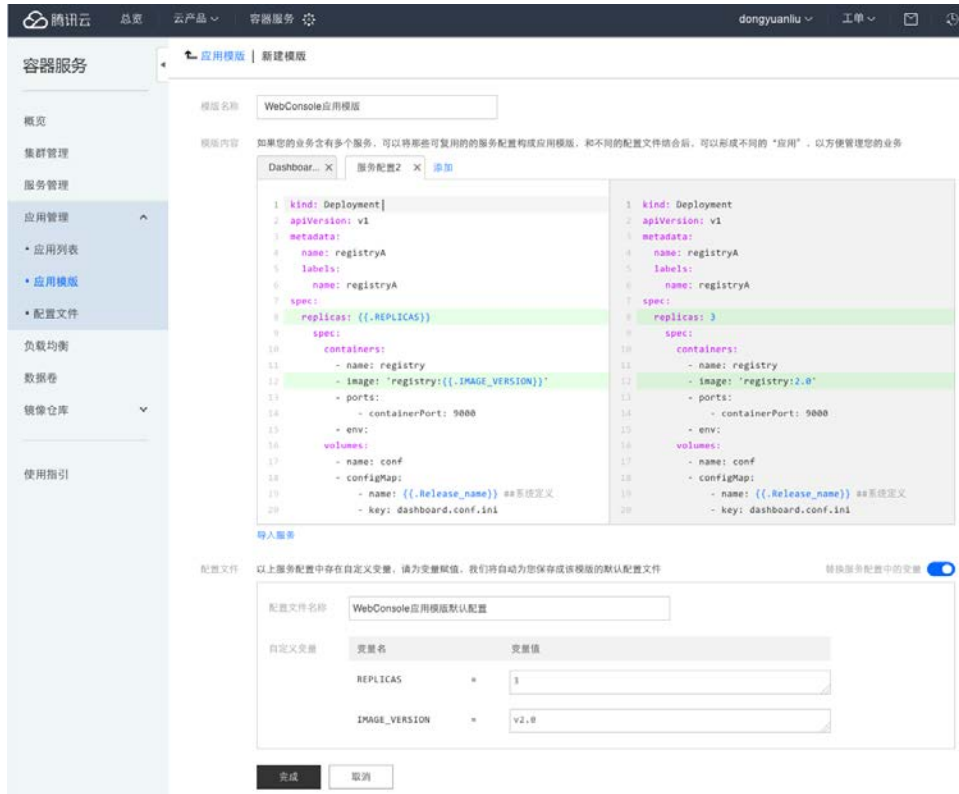 腾讯云 总览 云产品 容器服务 dongyuanliu 工单
容器服务
应用模版 | 新建模版
概览
集群管理
服务管理
应用管理
• 应用列表
• 应用模版
• 配置文件
负载均衡
数据卷
镜像仓库
使用指引
模版名称 WebConsole应用模版
模版内容 如果您的业务含有多个服务，可以将那些可复用的的服务配置构成应用模版，和不同的配置文件结合后，可以形成不同的“应用”，以方便管理您的业务
Dashboar... × 服务配置2 × 添加
1 kind: Deployment
2 apiVersion: v1
3 metadata:
4 name: registryA
5 labels:
6 name: registryA
7 spec:
8 replicas: {{.REPLICAS}}
9 spec:
10 containers:
11 - name: registry
12 - image: 'registry:{{.IMAGE_VERSION}}'
13 - ports:
14 - containerPort: 9000
15 - env:
16 volumes:
17 - name: conf
18 - configMap:
19 - name: {{.Release_name}} ##系统定义
20 - key: dashboard.conf.ini
1 kind: Deployment
2 apiVersion: v1
3 metadata:
4 name: registryA
5 labels:
6 name: registryA
7 spec:
8 replicas: 3
9 spec:
10 containers:
11 - name: registry
12 - image: 'registry:2.0'
13 - ports:
14 - containerPort: 9000
15 - env:
16 volumes:
17 - name: conf
18 - configMap:
19 - name: {{.Release_name}} ##系统定义
20 - key: dashboard.conf.ini
导入服务
配置文件 以上服务配置中存在自定义变量，请为变量赋值，我们将自动为您保存成该模版的默认配置文件 替换服务配置中的变量
配置文件名称 WebConsole应用模版默认配置
自定义变量 变量名 变量值
REPLICAS = 3
IMAGE_VERSION = v2.0
完成 取消